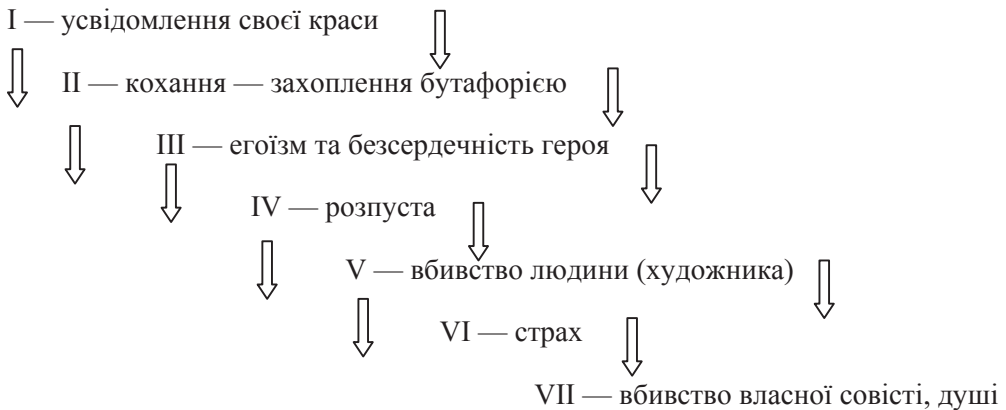 I — усвідомлення своєї краси
II — кохання — захоплення бутафорією
III — егоїзм та безсердечність героя
IV — розпуста
V — вбивство людини (художника)
VI — страх
VII — вбивство власної совісті, душі